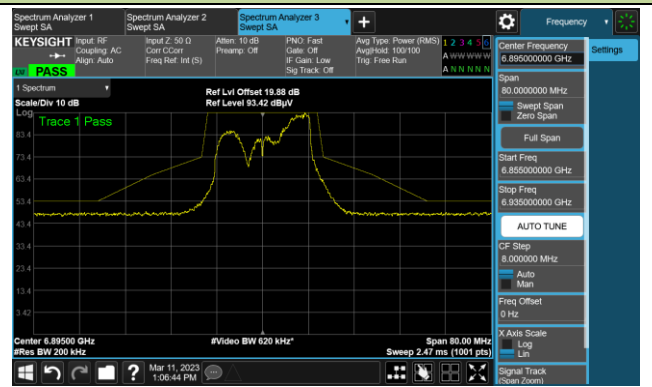 Spectrum Analyzer 1
Swept SA
Spectrum Analyzer 2
Swept SA
Spectrum Analyzer 3
Swept SA
Frequency
KEYSIGHT
Input: RF
Coupling: AC
Align: Auto
Input Z: 50 Ω
Corr CCorr
Freq Ref: Int (S)
Atten: 10 dB
Preamp: Off
PNO: Fast
Gate: Off
IF Gain: Low
Sig Track: Off
Avg Type: Power (RMS)
Avg|Hold: 100/100
Trig: Free Run
1 2 3 4 5 6
A W W W W W
A N N N N N
PASS
1 Spectrum
Scale/Div 10 dB
Ref Lvl Offset 19.88 dB
Ref Level 93.42 dBµV
Log
Trace 1 Pass
83.4
73.4
63.4
53.4
43.4
33.4
23.4
13.4
3.42
Center 6.89500 GHz
#Res BW 200 kHz
#Video BW 620 kHz*
Span 80.00 MHz
Sweep 2.47 ms (1001 pts)
Mar 11, 2023
1:06:44 PM
Center Frequency
6.895000000 GHz
Settings
Span
80.0000000 MHz
Swept Span
Zero Span
Full Span
Start Freq
6.855000000 GHz
Stop Freq
6.935000000 GHz
AUTO TUNE
CF Step
8.000000 MHz
Auto
Man
Freq Offset
0 Hz
X Axis Scale
Log
Lin
Signal Track
(Span Zoom)